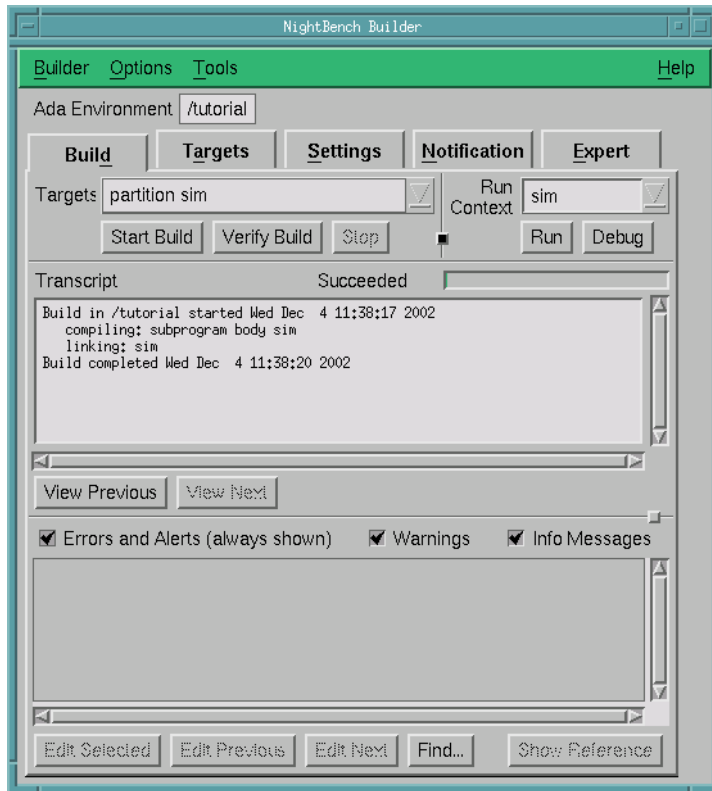 NightBench Builder
Builder Options Tools Help
Ada Environment /tutorial
Build Targets Settings Notification Expert
Targets partition sim Run Context sim
Start Build Verify Build Stop Run Debug
Transcript Succeeded
Build in /tutorial started Wed Dec  4 11:38:17 2002
compiling: subprogram body sim
linking: sim
Build completed Wed Dec  4 11:38:20 2002
View Previous View Next
Errors and Alerts (always shown) Warnings Info Messages
Edit Selected Edit Previous Edit Next Find... Show Reference